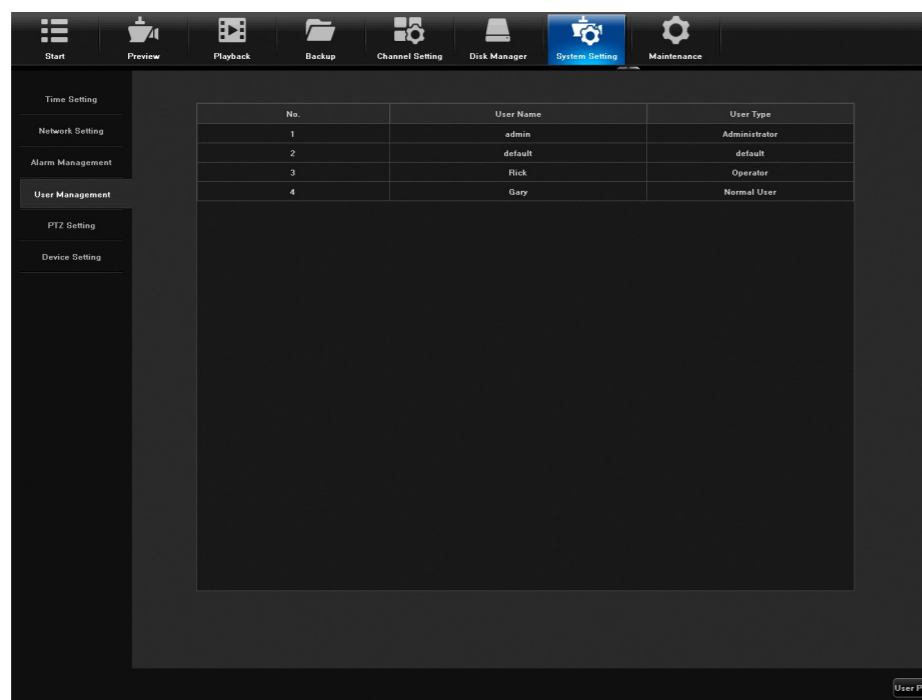 Start Preview Playback Backup Channel Setting Disk Manager System Setting Maintenance
Time Setting
Network Setting
Alarm Management
User Management
PTZ Setting
Device Setting
No. User Name User Type
1 admin Administrator
2 default default
3 Rick Operator
4 Gary Normal User
User